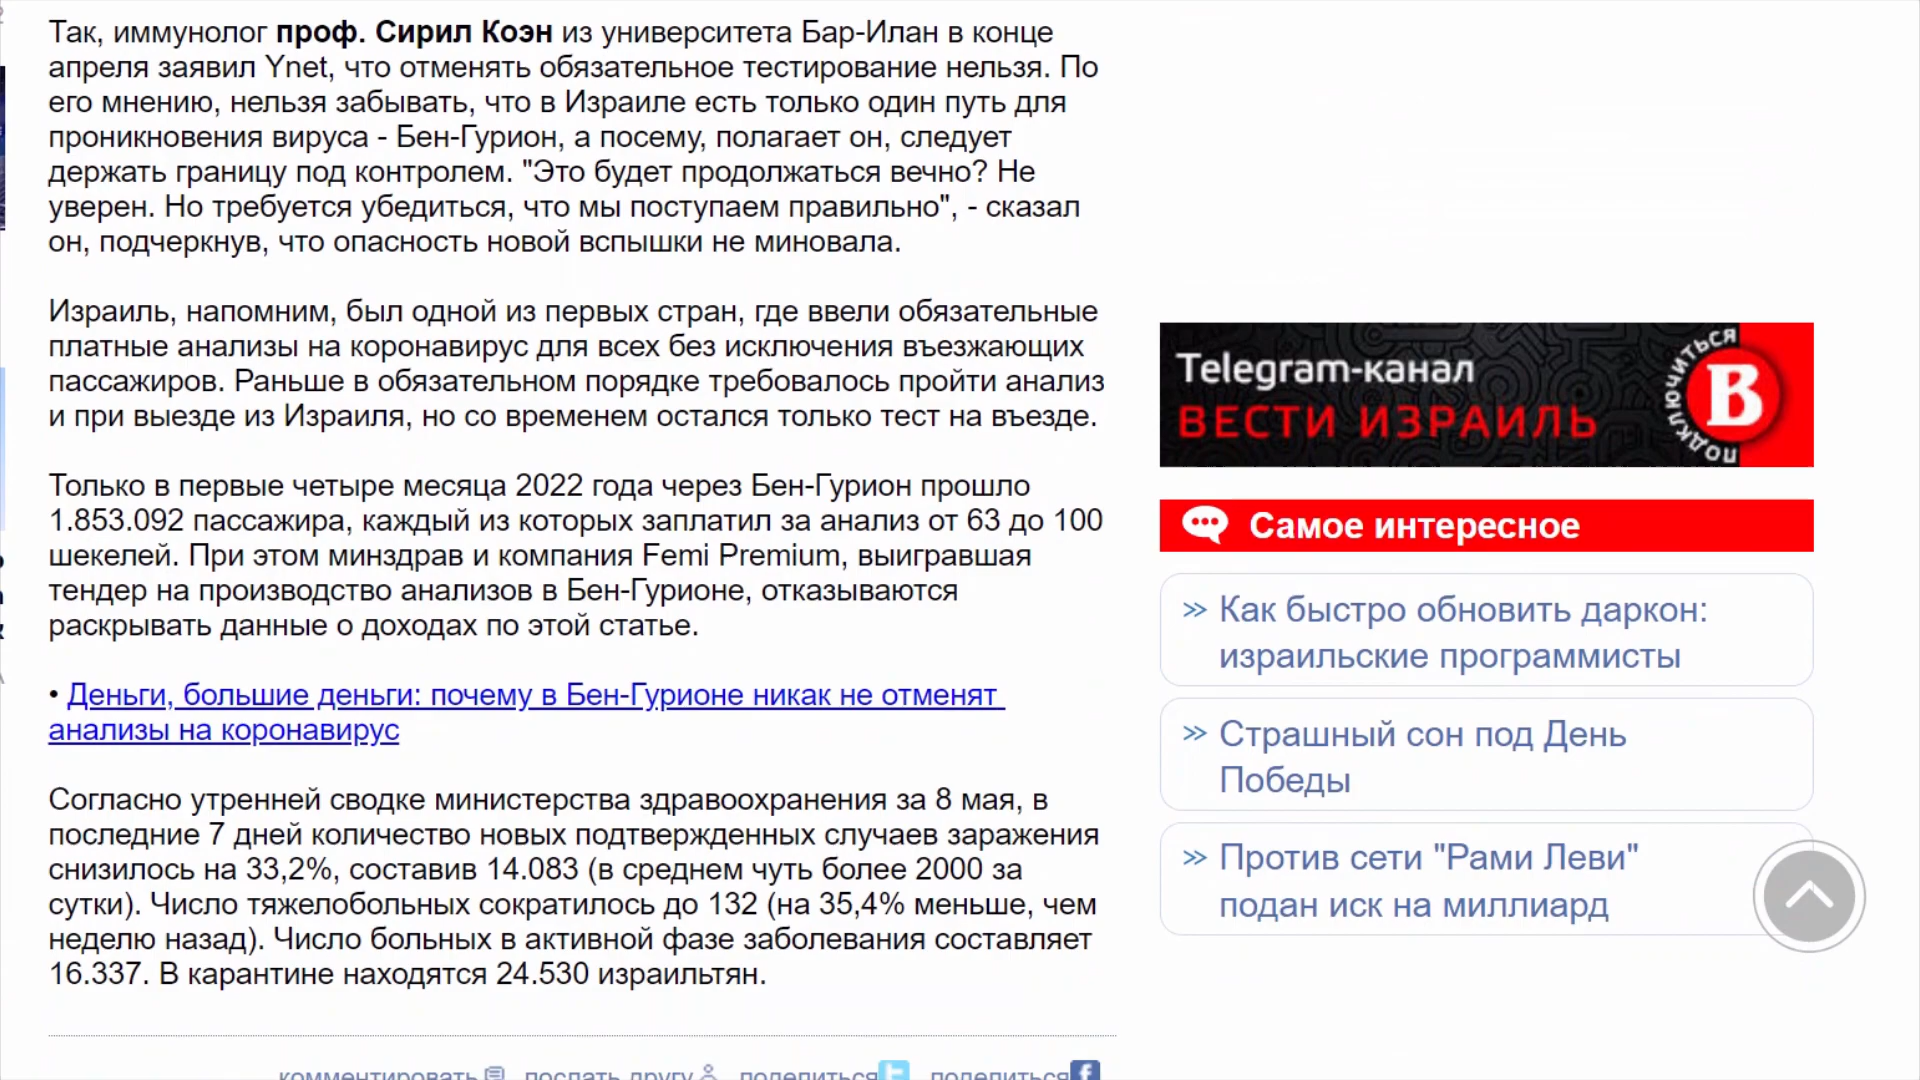 Так, иммунолог проф. Сирил Коэн из университета Бар-Илан в конце
апреля заявил Ynet, что отменять обязательное тестирование нельзя. По
его мнению, нельзя забывать, что в Израиле есть только один путь для
проникновения вируса - Бен-Гурион, а посему, полагает он, следует
держать границу под контролем. "Это будет продолжаться вечно? Не
уверен. Но требуется убедиться, что мы поступаем правильно", - сказал
он, подчеркнув, что опасность новой вспышки не миновала.
Израиль, напомним, был одной из первых стран, где ввели обязательные
платные анализы на коронавирус для всех без исключения въезжающих
пассажиров. Раньше в обязательном порядке требовалось пройти анализ
и при выезде из Израиля, но со временем остался только тест на въезде.
Только в первые четыре месяца 2022 года через Бен-Гурион прошло
1.853.092 пассажира, каждый из которых заплатил за анализ от 63 до 100
шекелей. При этом минздрав и компания Femi Premium, выигравшая
тендер на производство анализов в Бен-Гурионе, отказываются
раскрывать данные о доходах по этой статье.
• Деньги, большие деньги: почему в Бен-Гурионе никак не отменят
анализы на коронавирус
Согласно утренней сводке министерства здравоохранения за 8 мая, в
последние 7 дней количество новых подтвержденных случаев заражения
снизилось на 33,2%, составив 14.083 (в среднем чуть более 2000 за
сутки). Число тяжелобольных сократилось до 132 (на 35,4% меньше, чем
неделю назад). Число больных в активной фазе заболевания составляет
16.337. В карантине находятся 24.530 израильтян.
комментировать послать другу поделиться поделиться
Telegram-канал
ВЕСТИ ИЗРАИЛЬ
ПОДКЛЮЧИТЬСЯ
В
Самое интересное
» Как быстро обновить даркон:
израильские программисты
» Страшный сон под День
Победы
» Против сети "Рами Леви"
подан иск на миллиард